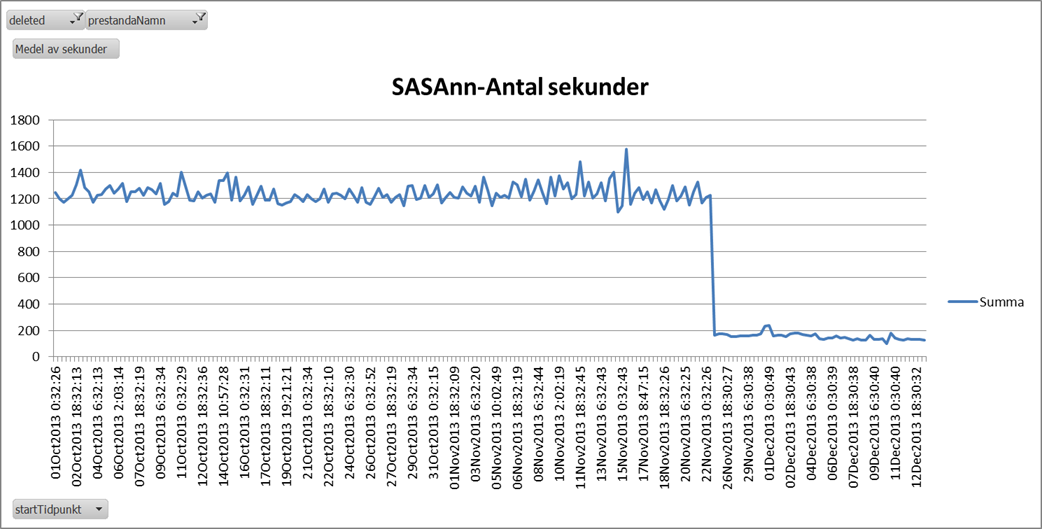 deleted prestandaNamn
Medel av sekunder
SASAnn-Antal sekunder
1800
1600
1400
1200
1000
800
600
400
200
0
Summa
01Oct2013 0:32:26
02Oct2013 18:32:13
04Oct2013 6:32:13
06Oct2013 2:03:14
07Oct2013 18:32:19
09Oct2013 6:32:34
11Oct2013 0:32:29
12Oct2013 18:32:36
14Oct2013 10:57:28
16Oct2013 0:32:31
17Oct2013 18:32:11
19Oct2013 19:21:21
21Oct2013 0:32:34
22Oct2013 18:02:10
24Oct2013 6:32:30
26Oct2013 0:32:52
27Oct2013 18:32:19
29Oct2013 6:32:34
31Oct2013 0:32:15
01Nov2013 18:32:09
03Nov2013 6:32:20
05Nov2013 0:02:49
06Nov2013 18:32:29
08Nov2013 6:32:44
10Nov2013 2:02:19
11Nov2013 18:32:45
13Nov2013 6:32:43
15Nov2013 0:32:43
17Nov2013 8:47:15
18Nov2013 18:32:26
20Nov2013 6:32:25
22Nov2013 0:32:26
26Nov2013 18:30:27
28Nov2013 6:30:38
01Dec2013 0:30:49
02Dec2013 18:30:43
04Dec2013 6:30:38
06Dec2013 0:30:39
07Dec2013 18:30:38
09Dec2013 6:30:40
11Dec2013 0:30:40
12Dec2013 18:30:32
startTidpunkt